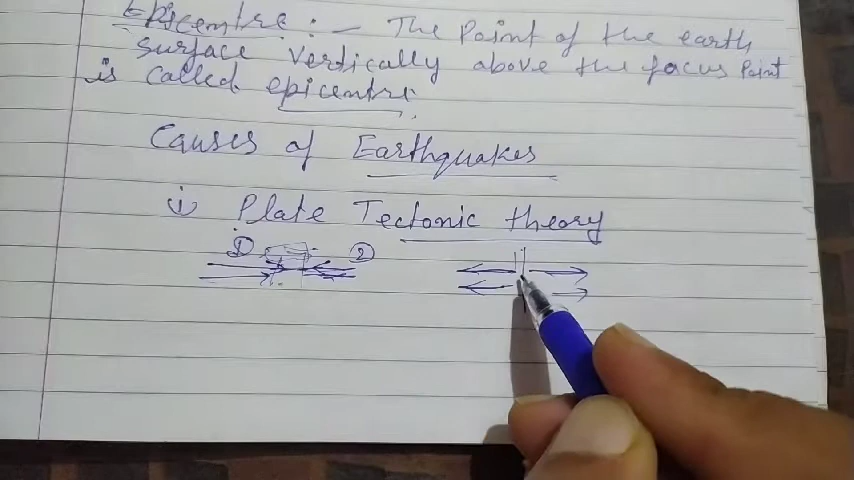 Epicentre :- The Point of the earth
surface vertically above the focus Point
is called epicentre.
Causes of Earthquakes
i) Plate Tectonic theory
① ②